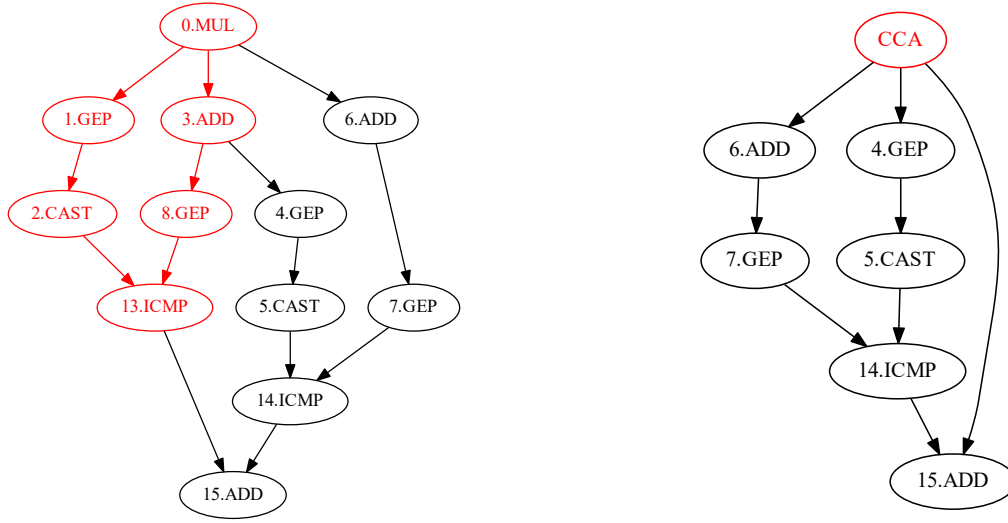 0.MUL
1.GEP
3.ADD
6.ADD
2.CAST
8.GEP
4.GEP
13.ICMP
5.CAST
7.GEP
14.ICMP
15.ADD
CCA
6.ADD
4.GEP
7.GEP
5.CAST
14.ICMP
15.ADD